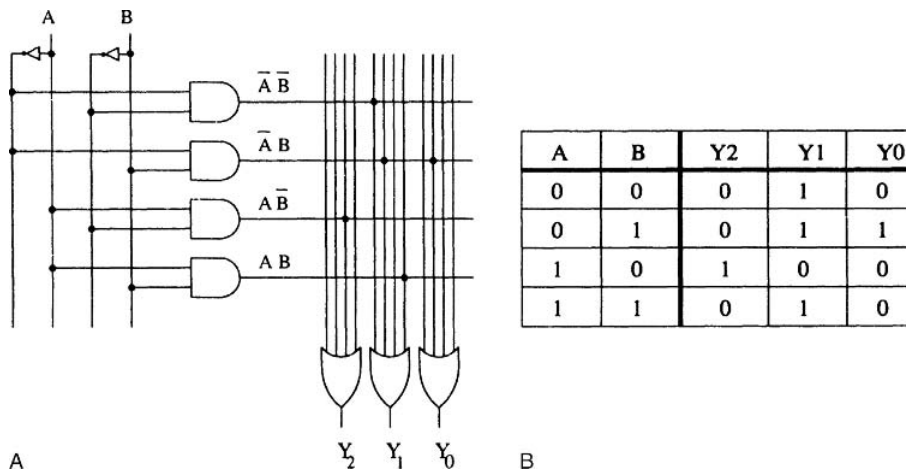 A B
A̅ B̅
A̅ B
A B̅
A B
Y₂ Y₁ Y₀
A
A B Y2 Y1 Y0
0 0 0 1 0
0 1 0 1 1
1 0 1 0 0
1 1 0 1 0
B